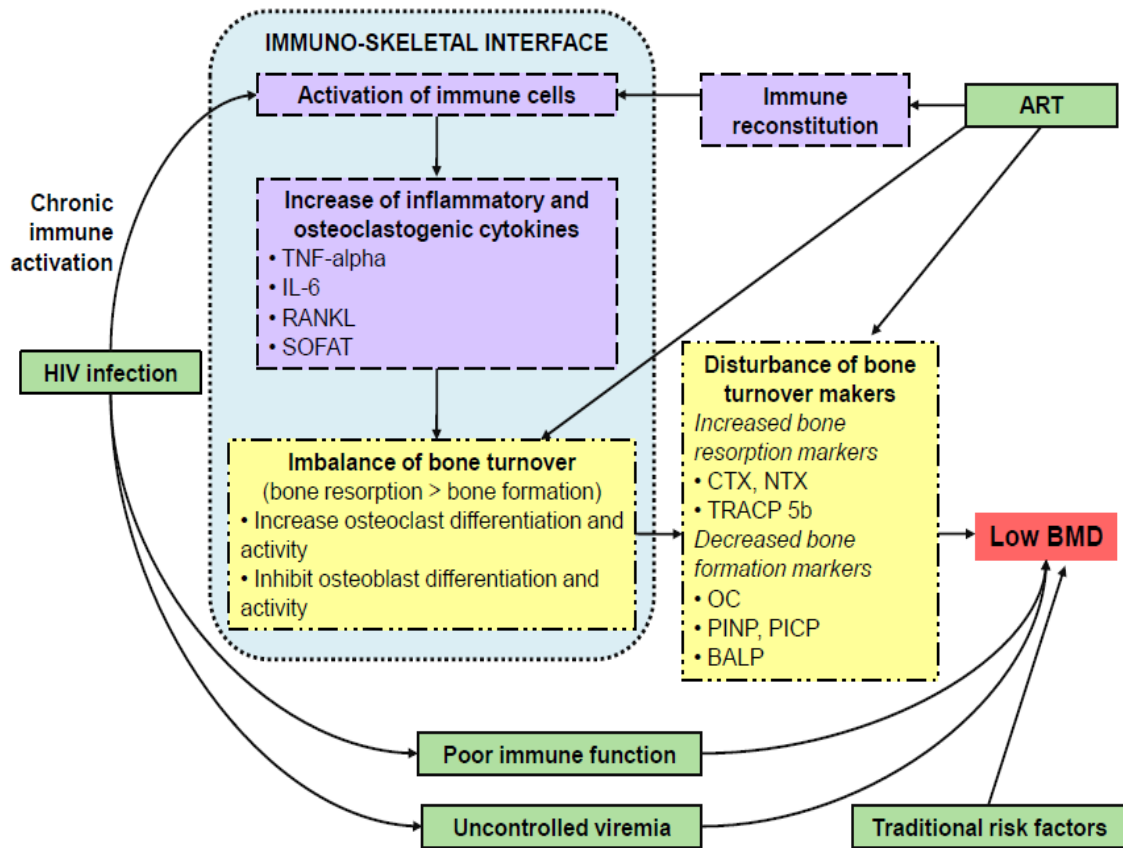 IMMUNO-SKELETAL INTERFACE
Activation of immune cells
Immune
reconstitution
ART
Chronic
immune
activation
Increase of inflammatory and
osteoclastogenic cytokines
• TNF-alpha
• IL-6
• RANKL
• SOFAT
HIV infection
Imbalance of bone turnover
(bone resorption > bone formation)
• Increase osteoclast differentiation and
activity
• Inhibit osteoblast differentiation and
activity
Disturbance of bone
turnover makers
Increased bone
resorption markers
• CTX, NTX
• TRACP 5b
Decreased bone
formation markers
• OC
• PINP, PICP
• BALP
Low BMD
Poor immune function
Uncontrolled viremia
Traditional risk factors